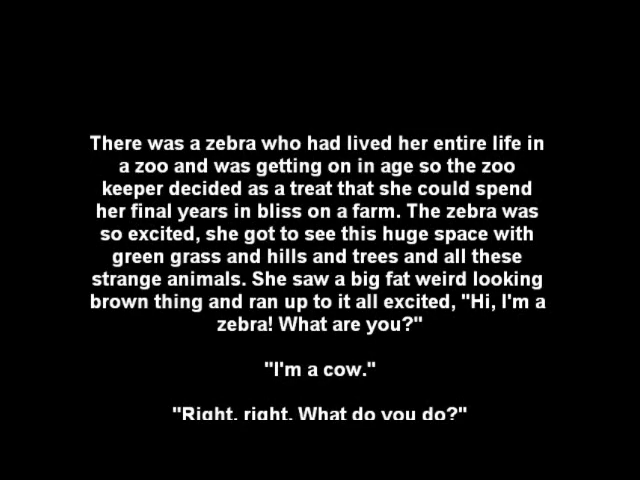 There was a zebra who had lived her entire life in
a zoo and was getting on in age so the zoo
keeper decided as a treat that she could spend
her final years in bliss on a farm. The zebra was
so excited, she got to see this huge space with
green grass and hills and trees and all these
strange animals. She saw a big fat weird looking
brown thing and ran up to it all excited, "Hi, I'm a
zebra! What are you?"
"I'm a cow."
"Right, right. What do you do?"